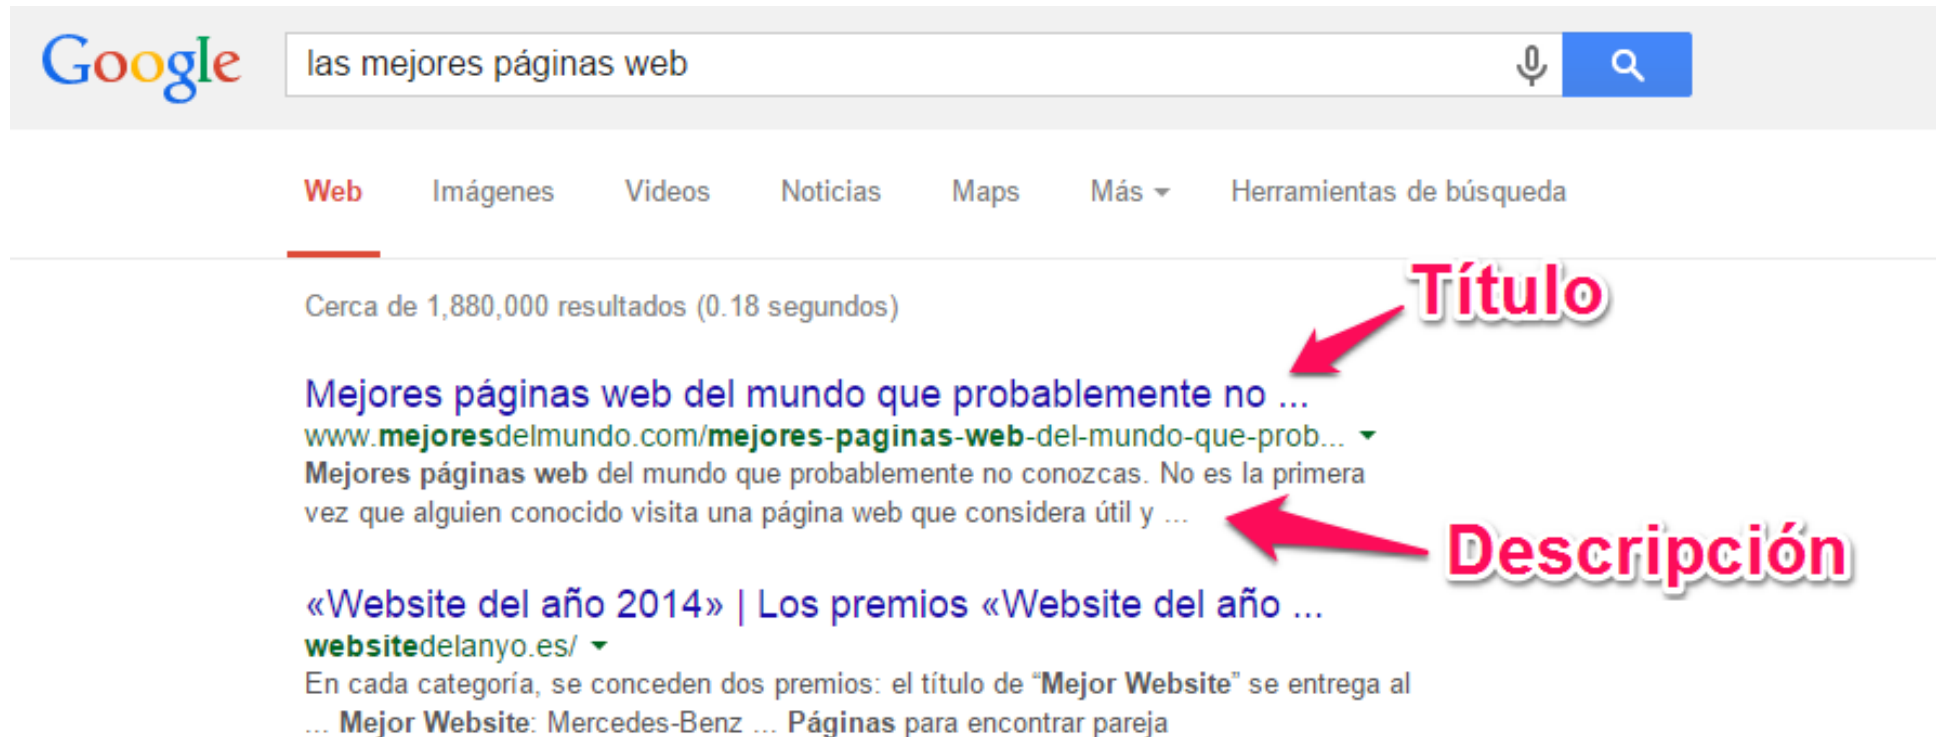 Google
las mejores páginas web
Web Imágenes Videos Noticias Maps Más Herramientas de búsqueda
Cerca de 1,880,000 resultados (0.18 segundos)
Título
Mejores páginas web del mundo que probablemente no ...
www.mejoresdelmundo.com/mejores-paginas-web-del-mundo-que-prob...
Mejores páginas web del mundo que probablemente no conozcas. No es la primera
vez que alguien conocido visita una página web que considera útil y ...
Descripción
«Website del año 2014» | Los premios «Website del año ...
websitedelanyo.es/
En cada categoría, se conceden dos premios: el título de “Mejor Website” se entrega al
... Mejor Website: Mercedes-Benz ... Páginas para encontrar pareja